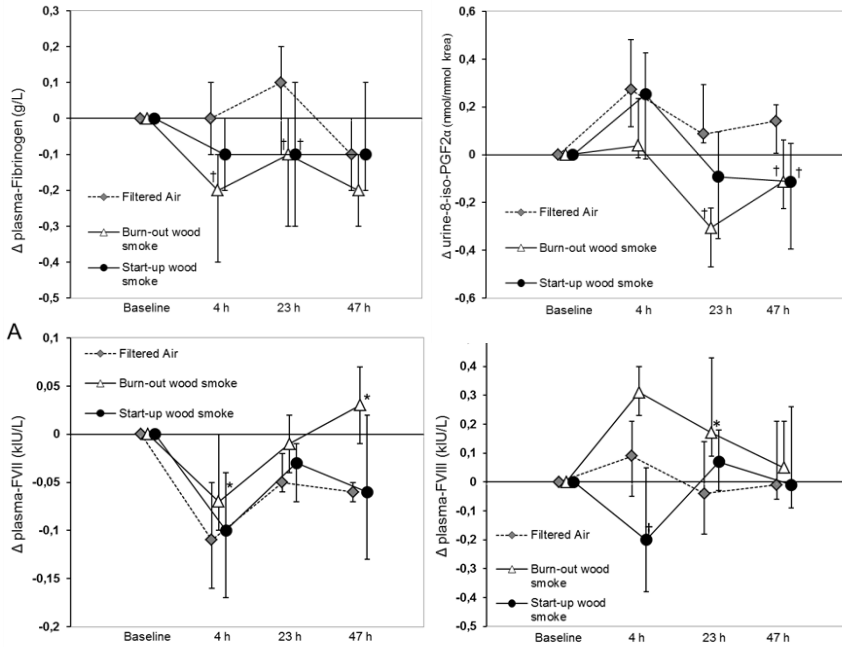 Δ plasma-Fibrinogen (g/L)
0,5
0,4
0,3
0,2
0,1
0
-0,1
-0,2
-0,3
-0,4
-0,5
†
†
†
Filtered Air
Burn-out wood
smoke
Start-up wood
smoke
Baseline
4 h
23 h
47 h
Δ urine-8-iso-PGF2α (nmol/mmol krea)
0,6
0,4
0,2
0
-0,2
-0,4
-0,6
†
†
†
Filtered Air
Burn-out wood smoke
Start-up wood smoke
Baseline
4 h
23 h
47 h
A
Δ plasma-FVII (kIU/L)
0,1
0,05
0
-0,05
-0,1
-0,15
-0,2
Filtered Air
Burn-out wood smoke
Start-up wood smoke
*
*
Baseline
4 h
23 h
47 h
Δ plasma-FVIII (kIU/L)
0,4
0,3
0,2
0,1
0
-0,1
-0,2
-0,3
-0,4
-0,5
*
†
Filtered Air
Burn-out wood
smoke
Start-up wood
smoke
Baseline
4 h
23 h
47 h